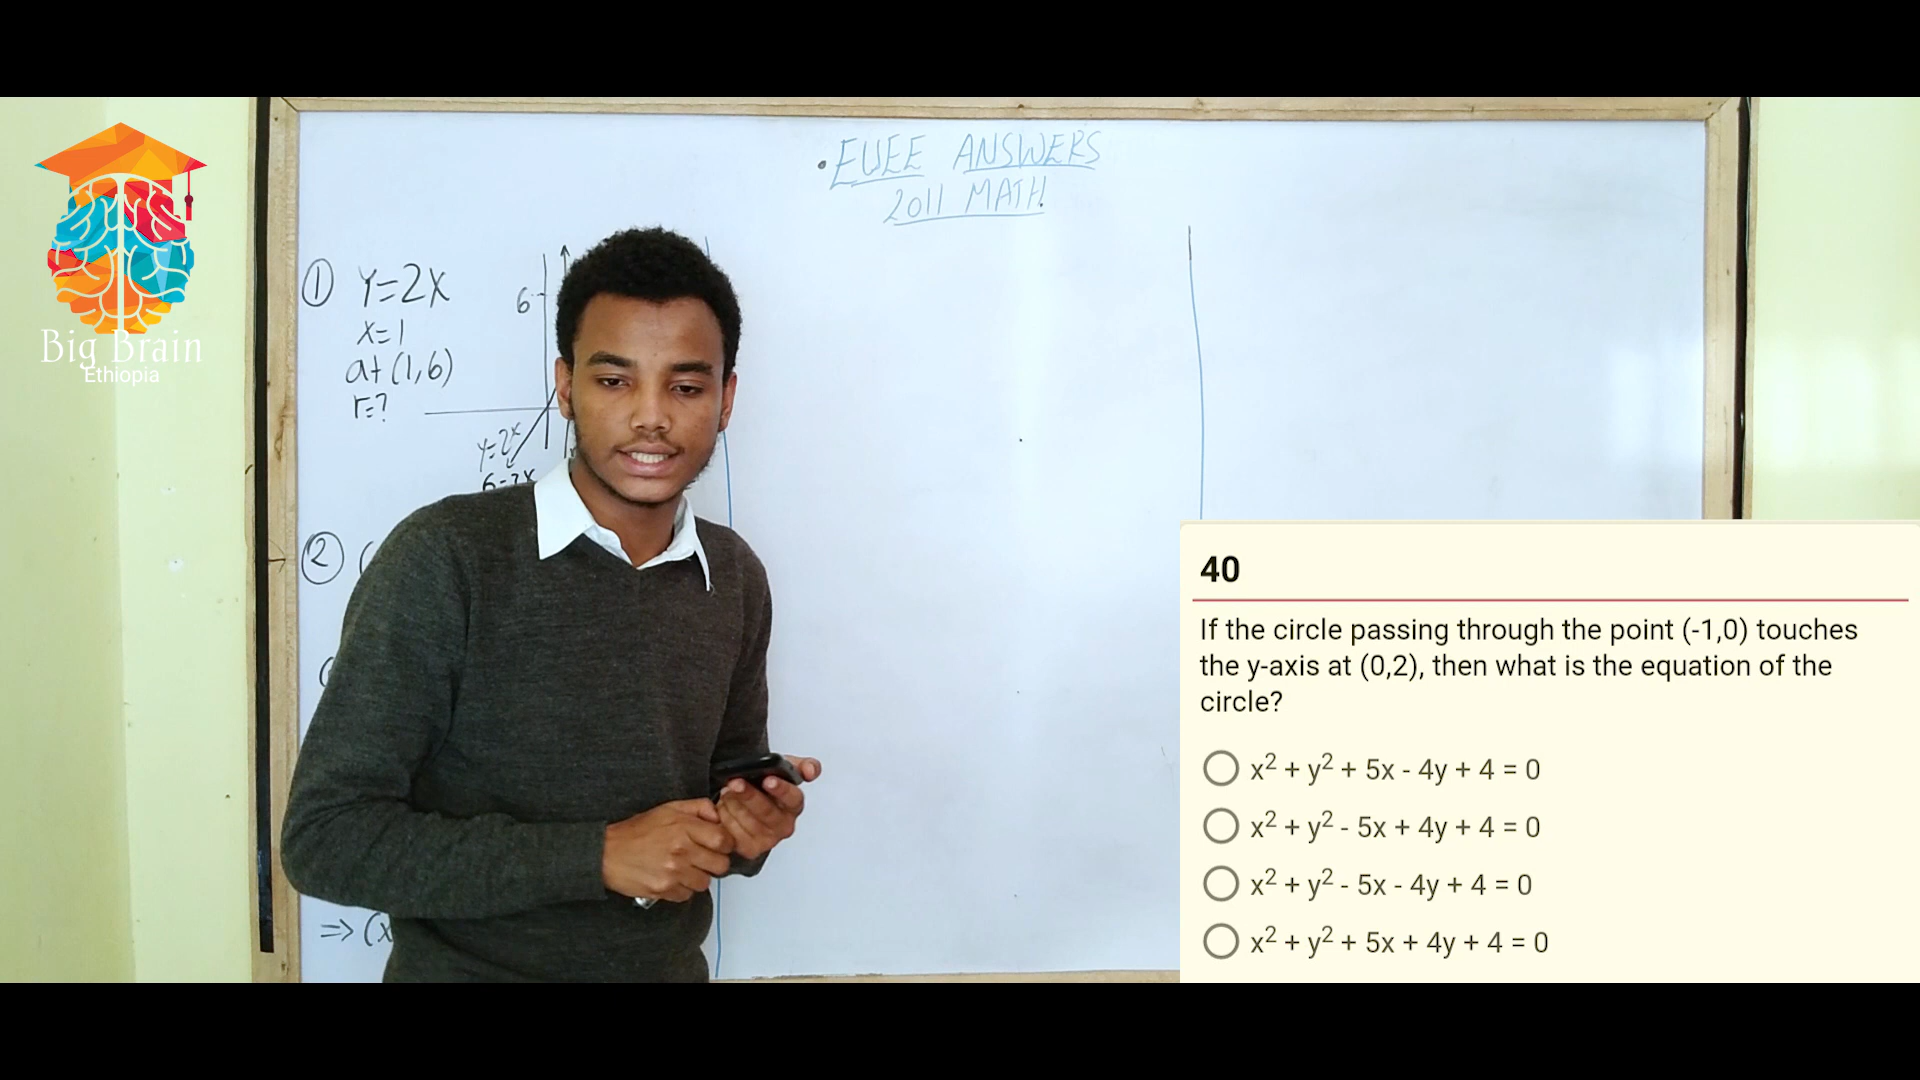 Big Brain
Ethiopia
• EUEE ANSWERS
2011 MATH
① Y=2X
X=1
at (1,6)
r=?
6
y=2x
6=2x
②
=> (x
40
If the circle passing through the point (-1,0) touches
the y-axis at (0,2), then what is the equation of the
circle?
x² + y² + 5x - 4y + 4 = 0
x² + y² - 5x + 4y + 4 = 0
x² + y² - 5x - 4y + 4 = 0
x² + y² + 5x + 4y + 4 = 0